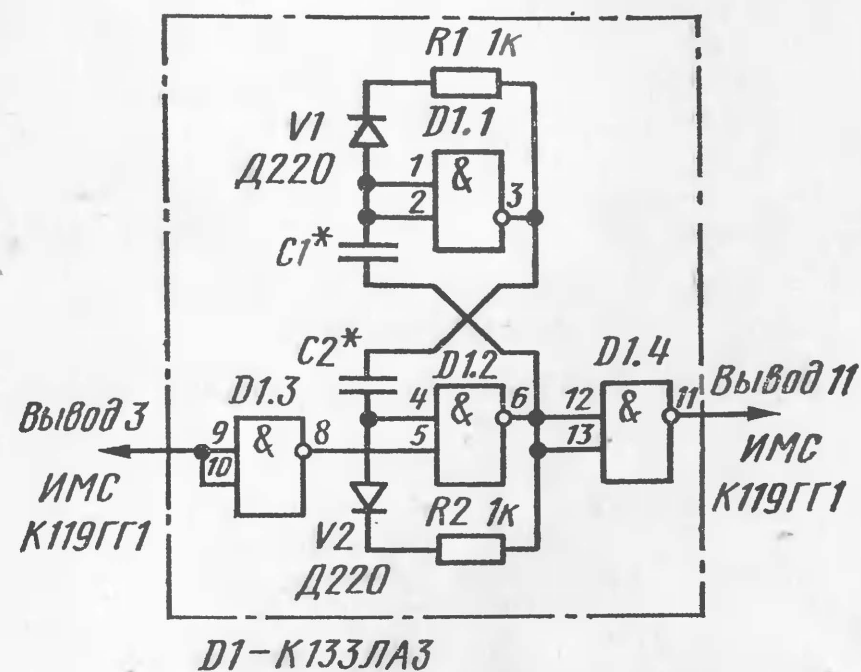 R1 1к
D1.1
V1
Д220
&
1
2
3
C1*
C2*
D1.2
D1.4
D1.3
Вывод 3
9
10
&
8
4
5
&
6
12
13
&
11
Вывод 11
ИМС
К119ГГ1
ИМС
К119ГГ1
V2
Д220
R2 1к
D1-К133ЛА3